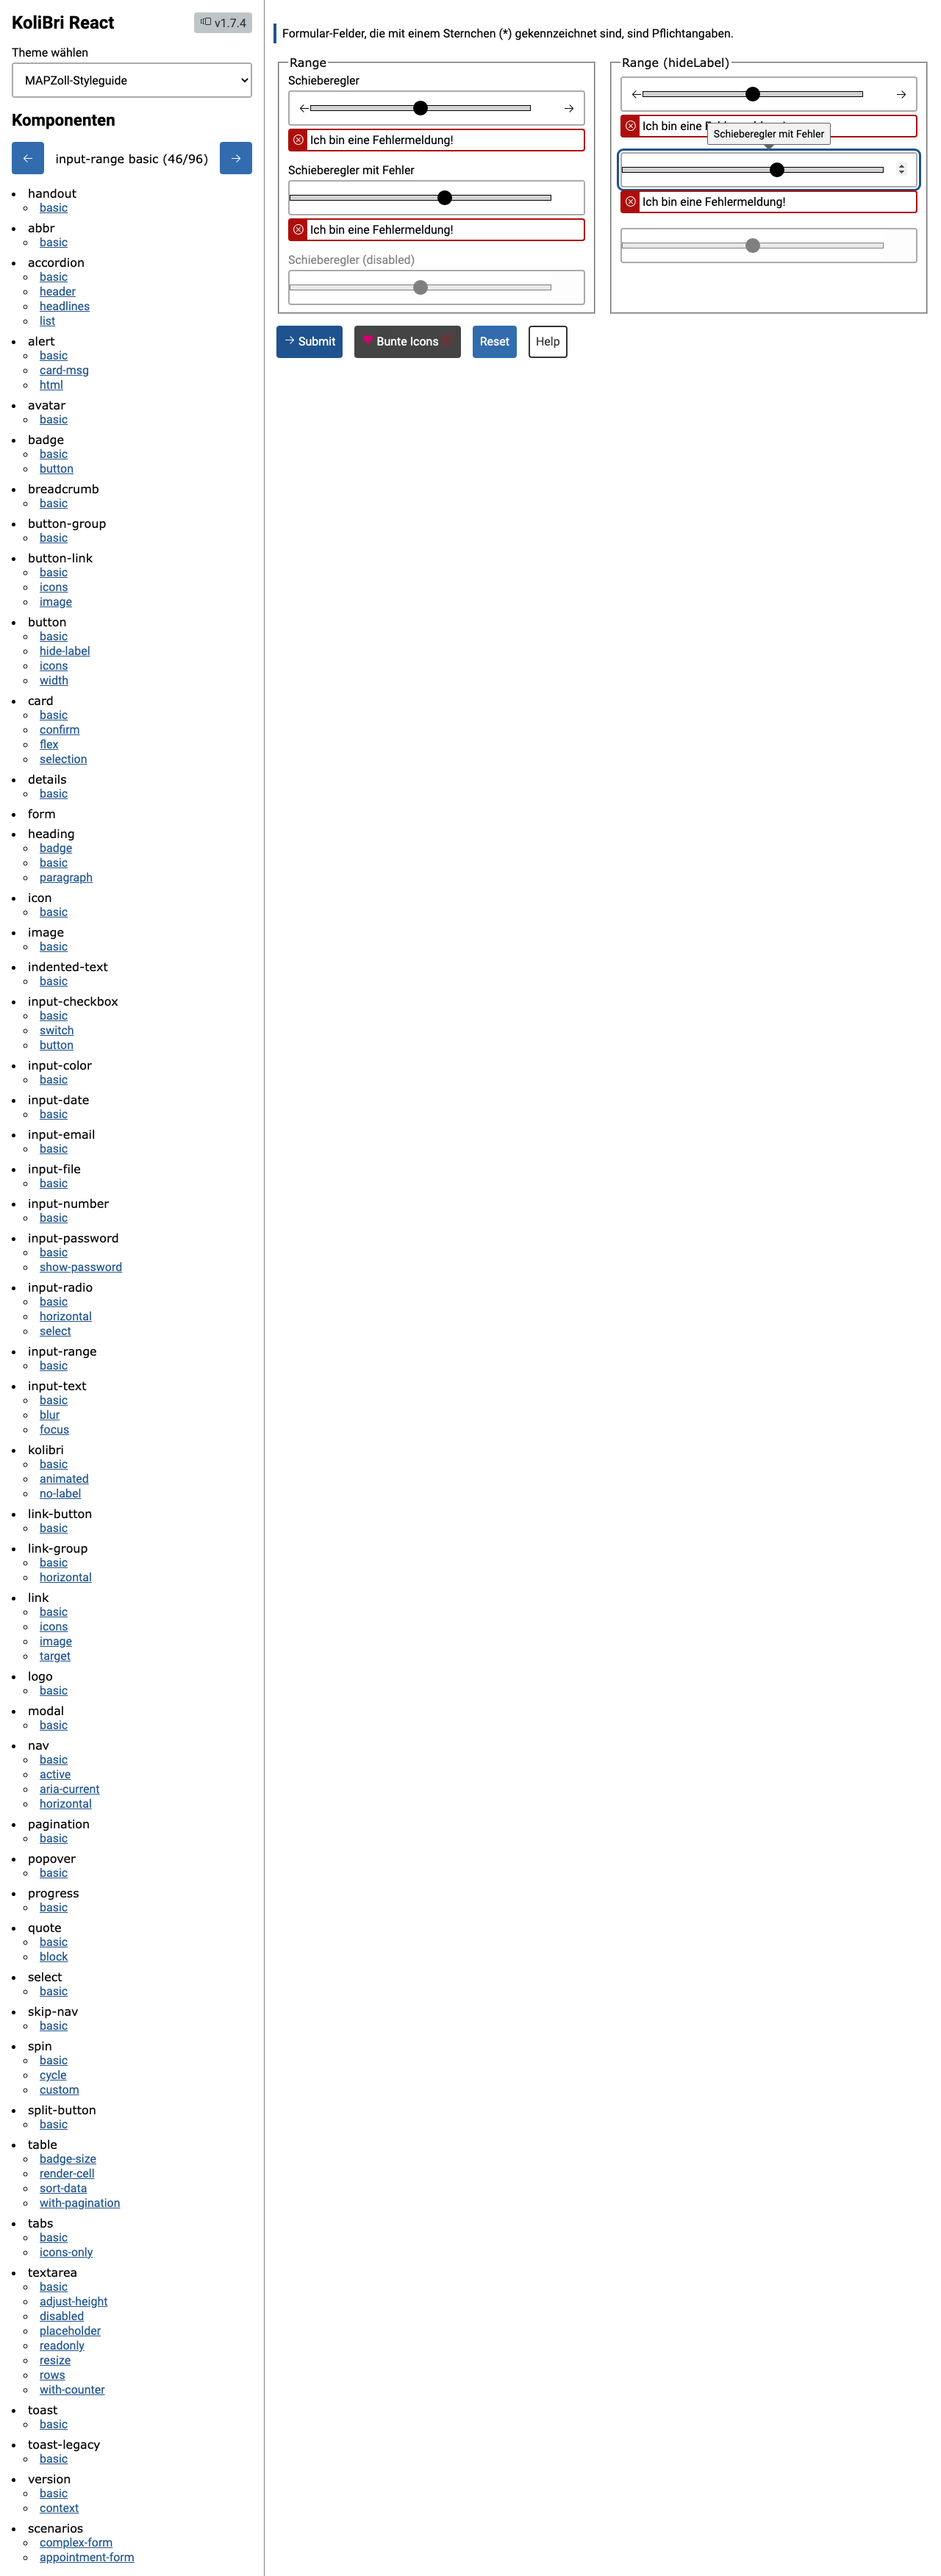 KoliBri React
v1.7.4
Theme wählen
MAPZoll-Styleguide
Komponenten
input-range basic (46/96)
handout
basic
abbr
basic
accordion
basic
header
headlines
list
alert
basic
card-msg
html
avatar
basic
badge
basic
button
breadcrumb
basic
button-group
basic
button-link
basic
icons
image
button
basic
hide-label
icons
width
card
basic
confirm
flex
selection
details
basic
form
heading
badge
basic
paragraph
icon
basic
image
basic
indented-text
basic
input-checkbox
basic
switch
button
input-color
basic
input-date
basic
input-email
basic
input-file
basic
input-number
basic
input-password
basic
show-password
input-radio
basic
horizontal
select
input-range
basic
input-text
basic
blur
focus
kolibri
basic
animated
no-label
link-button
basic
link-group
basic
horizontal
link
basic
icons
image
target
logo
basic
modal
basic
nav
basic
active
aria-current
horizontal
pagination
basic
popover
basic
progress
basic
quote
basic
block
select
basic
skip-nav
basic
spin
basic
cycle
custom
split-button
basic
table
badge-size
render-cell
sort-data
with-pagination
tabs
basic
icons-only
textarea
basic
adjust-height
disabled
placeholder
readonly
resize
rows
with-counter
toast
basic
toast-legacy
basic
version
basic
context
scenarios
complex-form
appointment-form
Formular-Felder, die mit einem Sternchen (*) gekennzeichnet sind, sind Pflichtangaben.
Range
Schieberegler
Ich bin eine Fehlermeldung!
Schieberegler mit Fehler
Ich bin eine Fehlermeldung!
Schieberegler (disabled)
Range (hideLabel)
Ich bin eine
Schieberegler mit Fehler
Ich bin eine Fehlermeldung!
Submit
Bunte Icons
Reset
Help